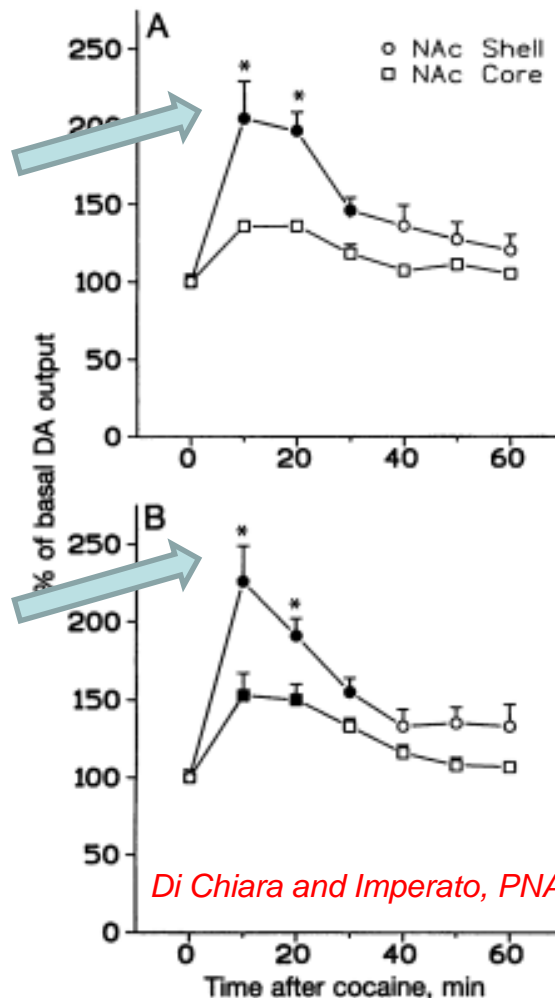 A
○ NAc Shell
□ NAc Core
250
200
150
100
50
0
0 20 40 60
* *
% of basal DA output
B
250
200
150
100
50
0
* *
Di Chiara and Imperato, PNA
0 20 40 60
Time after cocaine, min